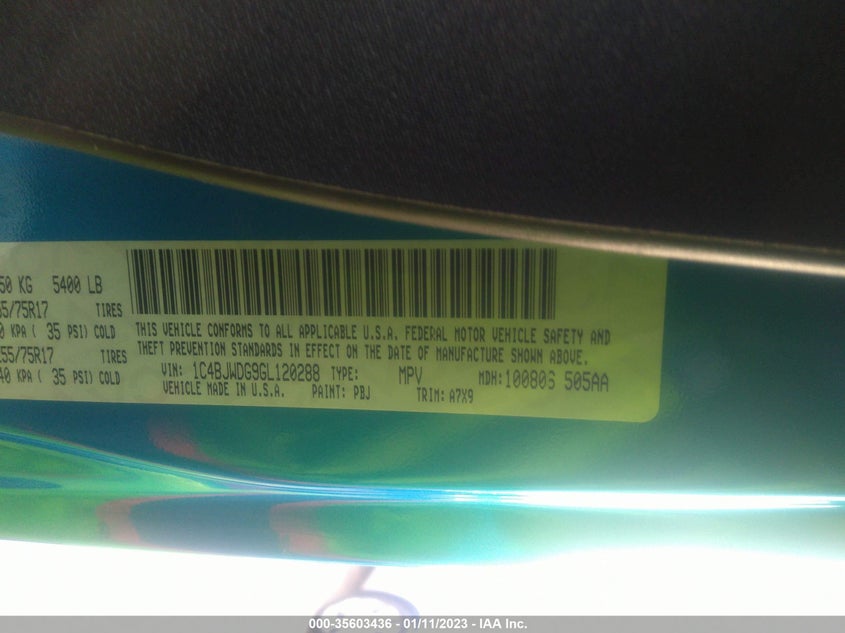 50 KG 5400 LB
55/75R17 TIRES
0 KPA ( 35 PSI) COLD
255/75R17 TIRES
40 KPA ( 35 PSI) COLD
THIS VEHICLE CONFORMS TO ALL APPLICABLE U.S.A. FEDERAL MOTOR VEHICLE SAFETY AND
THEFT PREVENTION STANDARDS IN EFFECT ON THE DATE OF MANUFACTURE SHOWN ABOVE.
VIN: 1C4BJWDG9GL120288 TYPE: MPV MDH: 100806 505AA
VEHICLE MADE IN U.S.A. PAINT: PBJ TRIM: A7X9
000-35603436 - 01/11/2023 - IAA Inc.